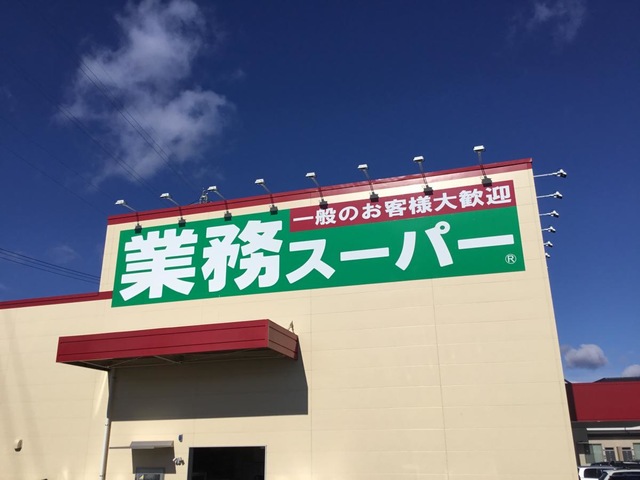 一般のお客様大歓迎
業務スーパー
®